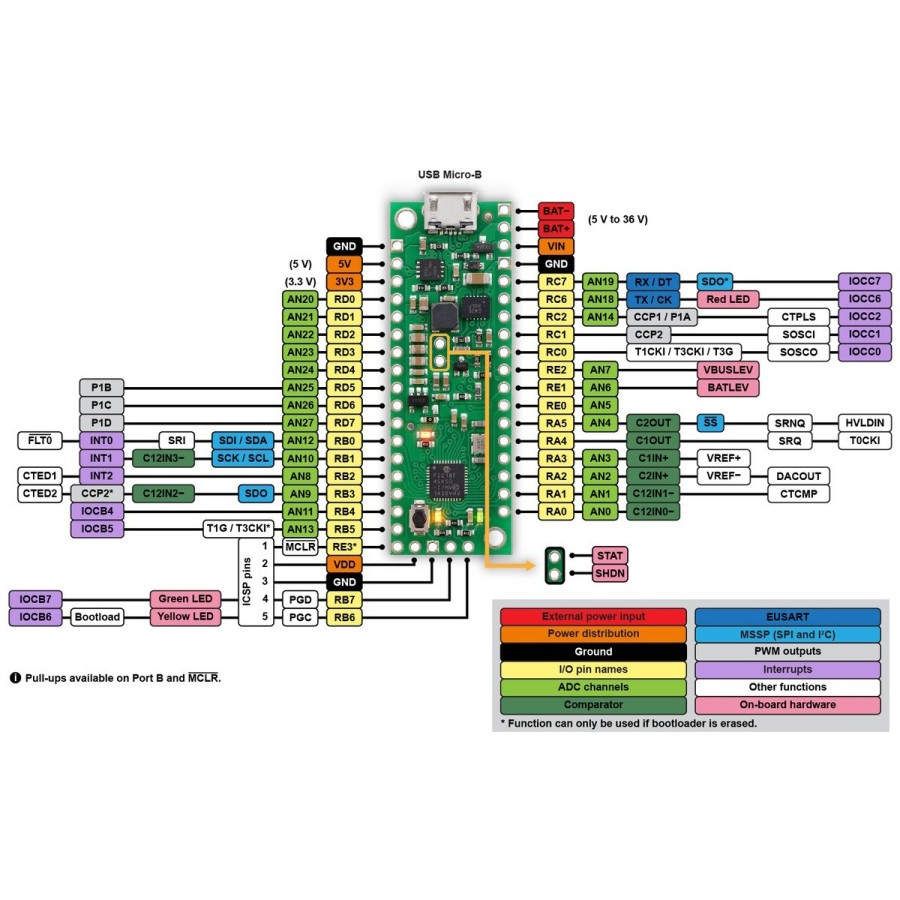 USB Micro-B
BAT−
(5 V to 36 V)
BAT+
GND VIN
(5 V) 5V GND
(3.3 V) 3V3 RC7 AN19 RX / DT SDO* IOCC7
AN20 RD0 RC6 AN18 TX / CK Red LED IOCC6
AN21 RD1 RC2 AN14 CCP1 / P1A CTPLS IOCC2
AN22 RD2 RC1 CCP2 SOSCI IOCC1
AN23 RD3 RC0 T1CKI / T3CKI / T3G SOSCO IOCC0
AN24 RD4 RE2 AN7 VBUSLEV
P1B AN25 RD5 RE1 AN6 BATLEV
P1C AN26 RD6 RE0 AN5
P1D AN27 RD7 RA5 AN4 C2OUT S̅S̅ SRNQ HVLDIN
F̅L̅T̅0̅ INT0 SRI SDI / SDA AN12 RB0 RA4 C1OUT SRQ T0CKI
INT1 C12IN3− SCK / SCL AN10 RB1 RA3 AN3 C1IN+ VREF+
CTED1 INT2 AN8 RB2 RA2 AN2 C2IN+ VREF− DACOUT
CTED2 CCP2* C12IN2− SDO AN9 RB3 RA1 AN1 C12IN1− CTCMP
IOCB4 AN11 RB4 RA0 AN0 C12IN0−
IOCB5 T1G / T3CKI* AN13 RB5
ICSP pins
1 M̅C̅L̅R̅ RE3*
2 VDD
3 GND
IOCB7 Green LED 4 PGD RB7
IOCB6 Bootload Yellow LED 5 PGC RB6
STAT
SHDN
External power input EUSART
Power distribution MSSP (SPI and I²C)
Ground PWM outputs
I/O pin names Interrupts
ADC channels Other functions
Comparator On-board hardware
* Function can only be used if bootloader is erased.
i Pull-ups available on Port B and M̅C̅L̅R̅.